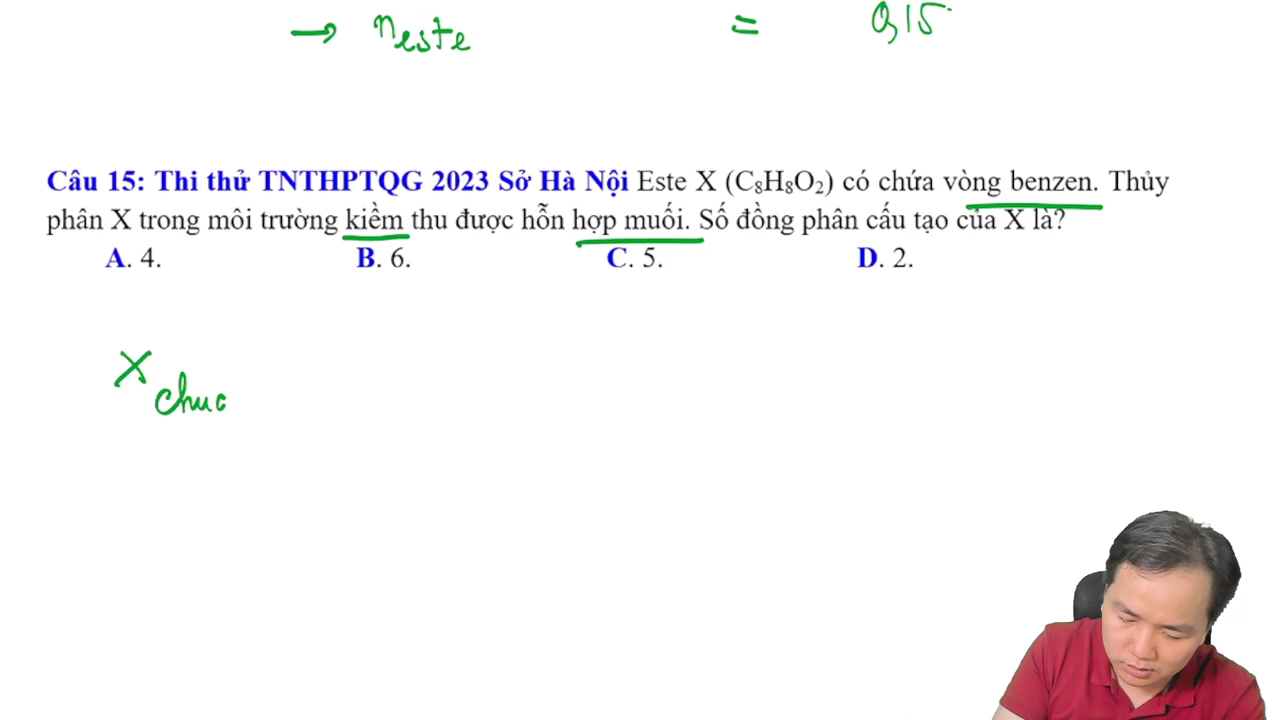 → n este = 0,15
Câu 15: Thi thử TNTHPTQG 2023 Sở Hà Nội Este X (C₈H₈O₂) có chứa vòng benzen. Thủy
phân X trong môi trường kiềm thu được hỗn hợp muối. Số đồng phân cấu tạo của X là?
A. 4. B. 6. C. 5. D. 2.
X chuc